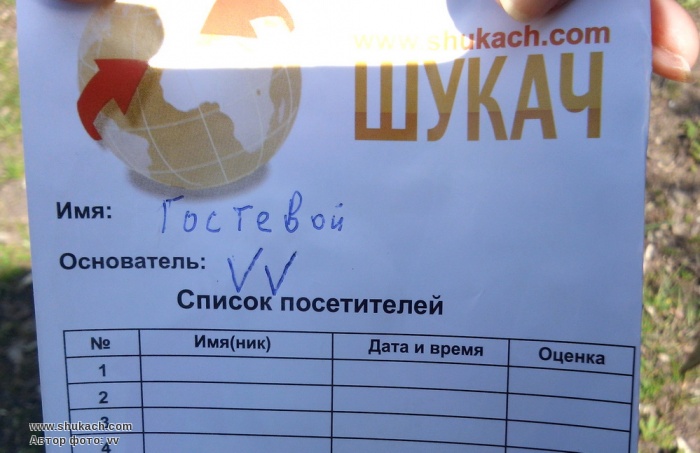 www.shukach.com
ШУКАЧ
Имя: Гостевой
Основатель: VV
Список посетителей
№ Имя(ник) Дата и время Оценка
1
2
3
4
www.shukach.com
Автор фото: vv